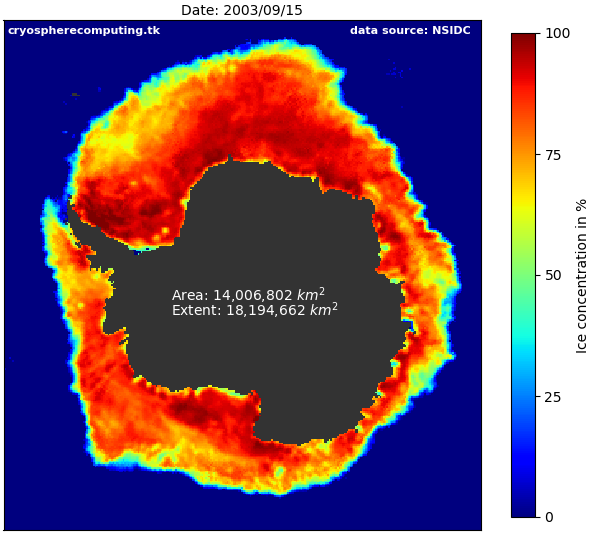 Date: 2003/09/15
cryospherecomputing.tk
data source: NSIDC
100
75
50
25
0
Ice concentration in %
Area: 14,006,802 km²
Extent: 18,194,662 km²